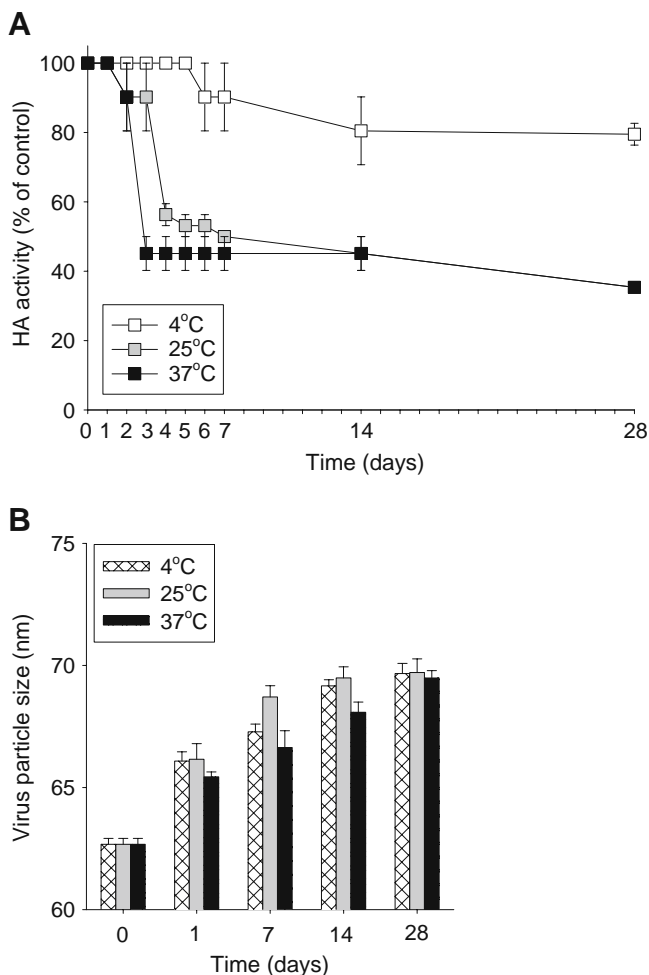 A
100
80
60
40
20
0
HA activity (% of control)
4°C
25°C
37°C
0 1 2 3 4 5 6 7 14 28
Time (days)
B
75
70
65
60
Virus particle size (nm)
4°C
25°C
37°C
0 1 7 14 28
Time (days)